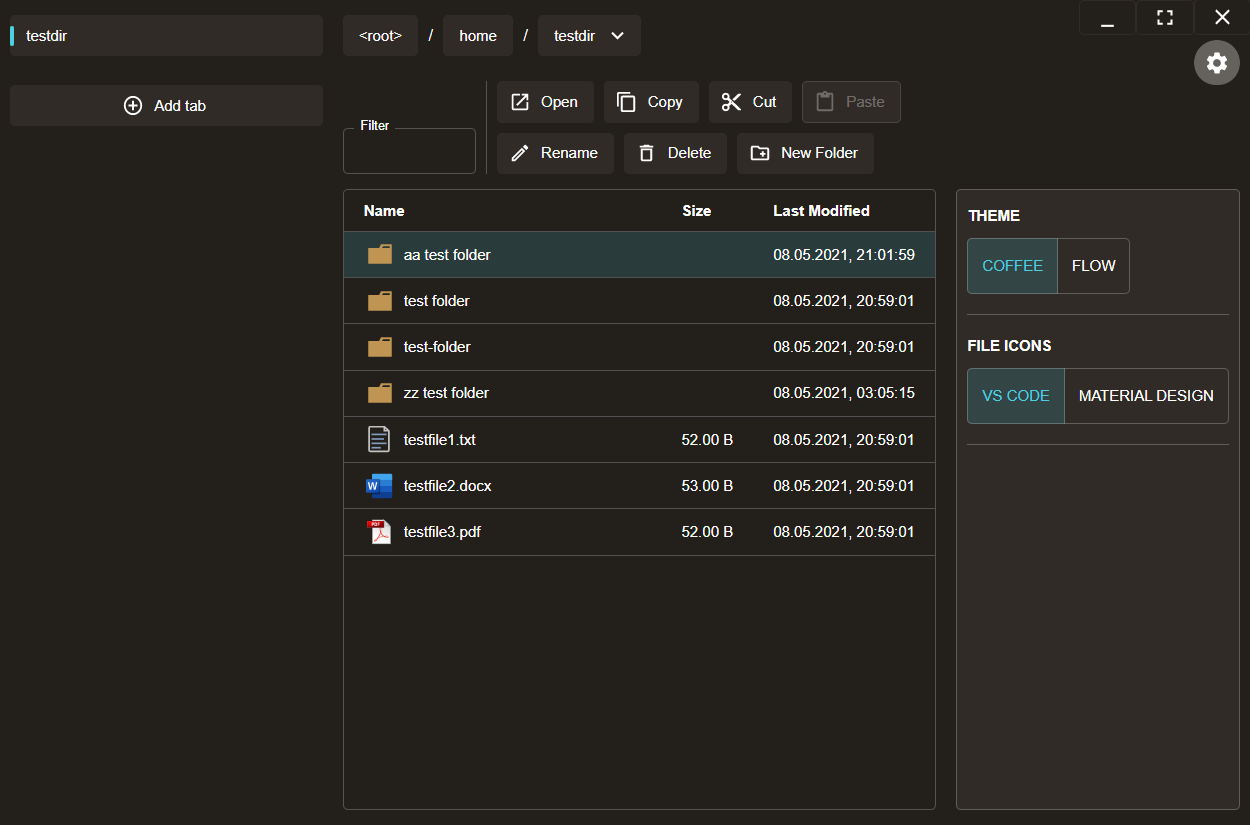 testdir
<root> / home / testdir
Add tab
Filter
Open Copy Cut Paste
Rename Delete New Folder
Name Size Last Modified
aa test folder 08.05.2021, 21:01:59
test folder 08.05.2021, 20:59:01
test-folder 08.05.2021, 20:59:01
zz test folder 08.05.2021, 03:05:15
testfile1.txt 52.00 B 08.05.2021, 20:59:01
W testfile2.docx 53.00 B 08.05.2021, 20:59:01
PDF testfile3.pdf 52.00 B 08.05.2021, 20:59:01
THEME
COFFEE FLOW
FILE ICONS
VS CODE MATERIAL DESIGN